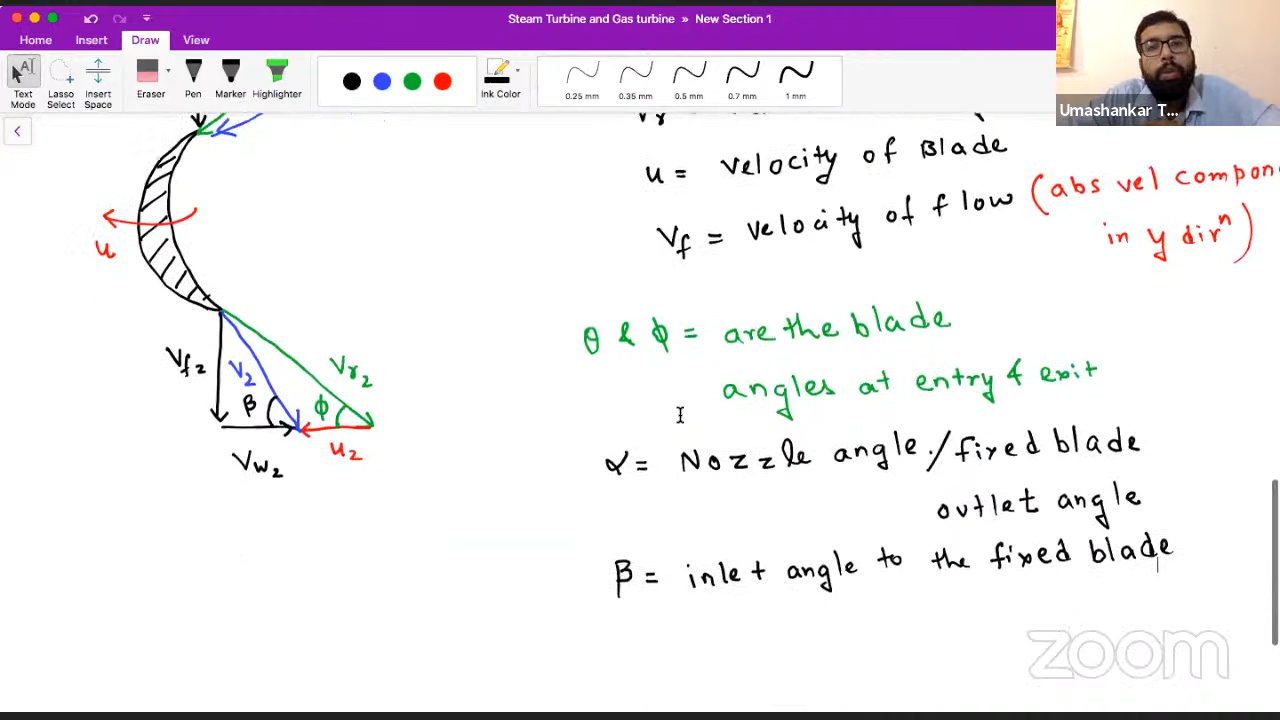 Steam Turbine and Gas turbine » New Section 1
Home Insert Draw View
Text Mode
Lasso Select
Insert Space
Eraser
Pen
Marker
Highlighter
Ink Color
0.25 mm
0.35 mm
0.5 mm
0.7 mm
1 mm
Umashankar T...
u = velocity of Blade
Vf = velocity of flow (abs vel compon
in y dirⁿ)
u
θ & φ = are the blade
angles at entry & exit
Vf2
V2
Vr2
β
φ
u2
Vw2
α = Nozzle angle./fixed blade
outlet angle
β = inlet angle to the fixed blade
zoom